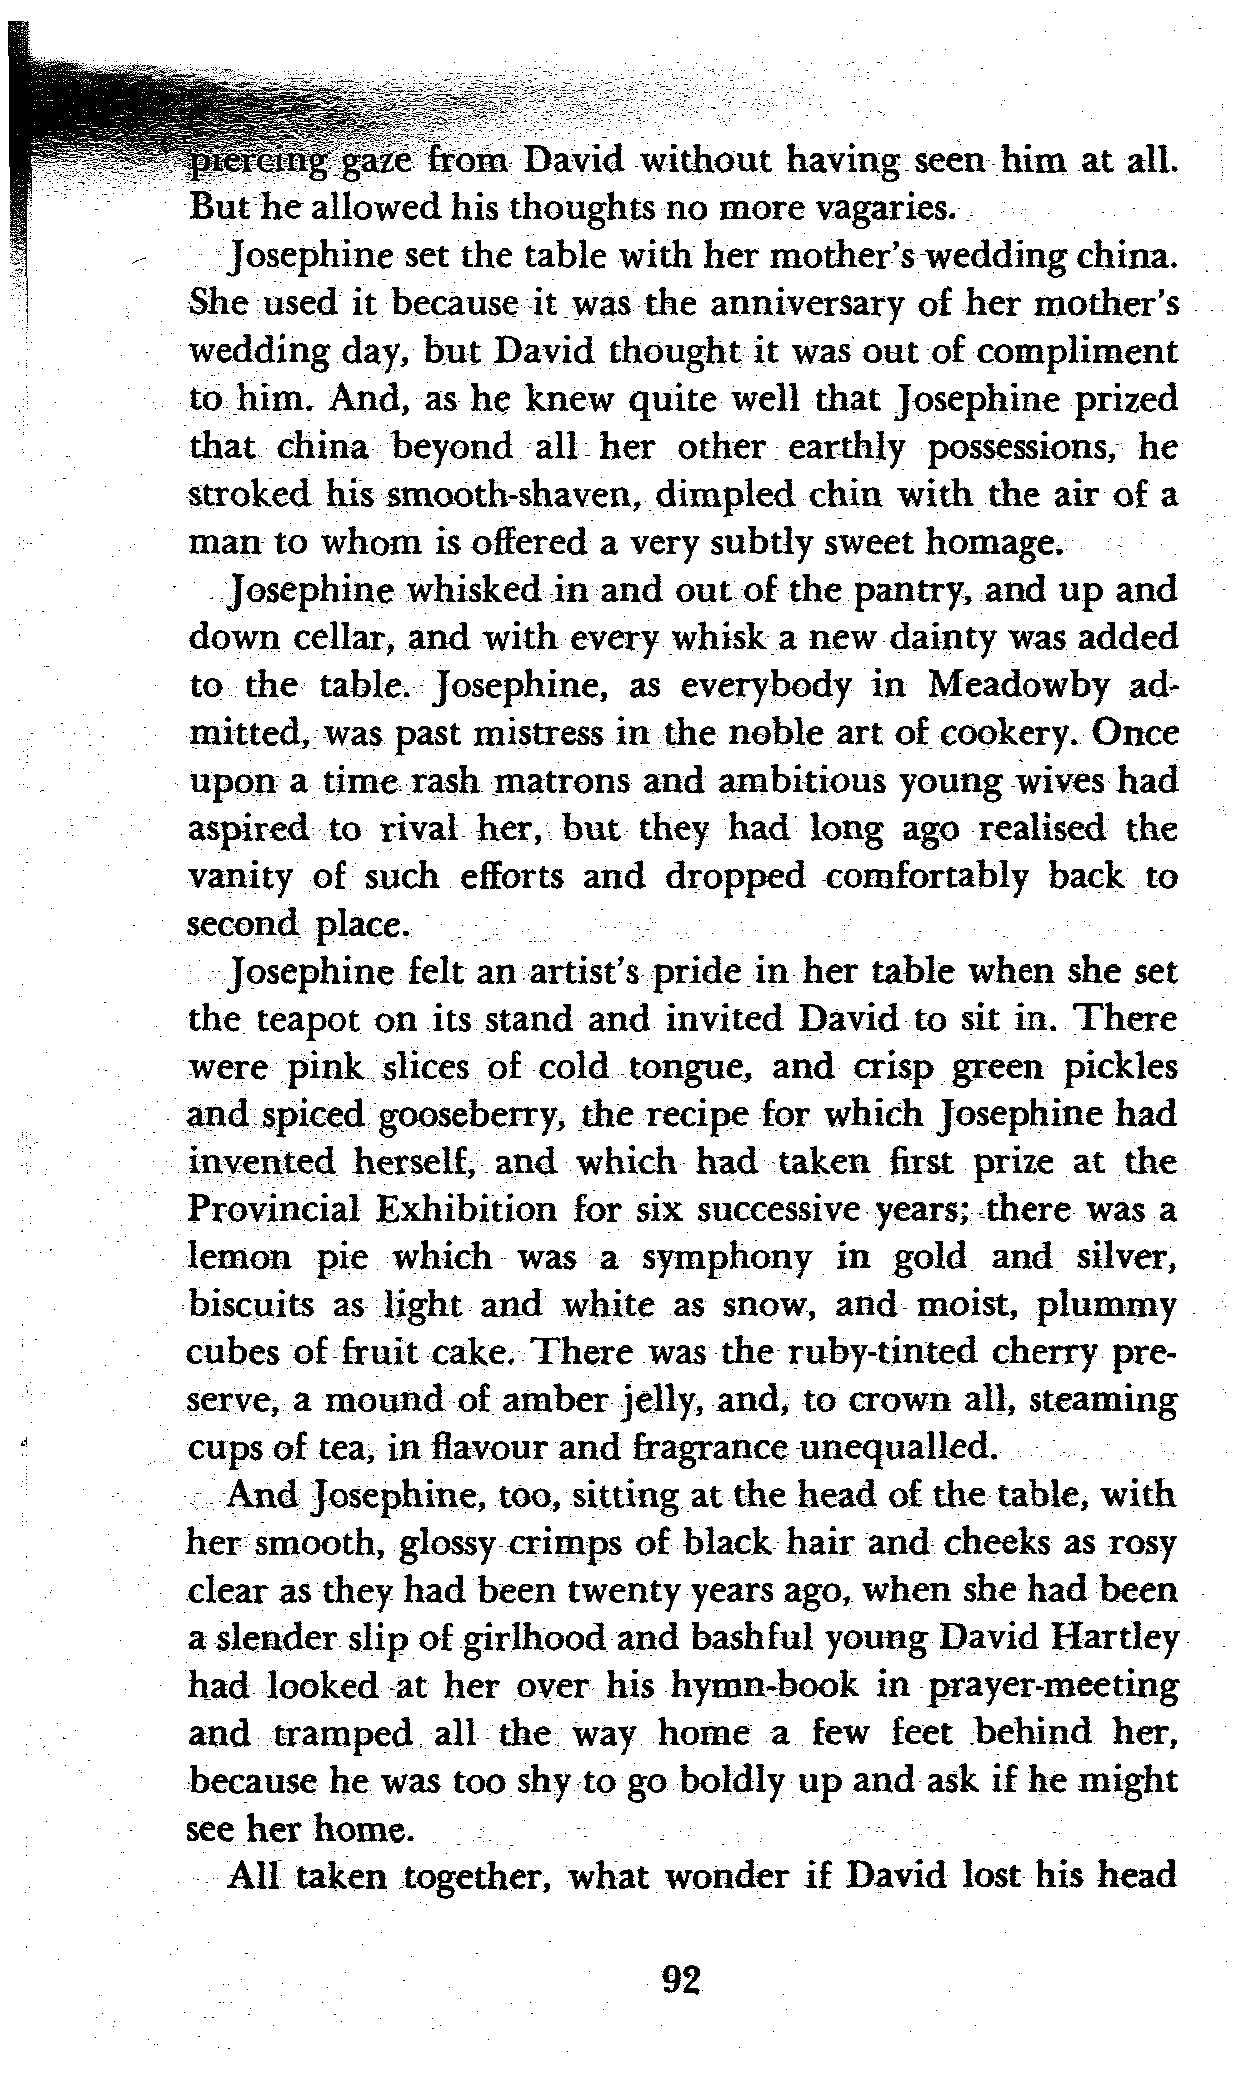 piercing gaze from David without having seen him at all.
But he allowed his thoughts no more vagaries.
Josephine set the table with her mother's wedding china.
She used it because it was the anniversary of her mother's
wedding day, but David thought it was out of compliment
to him. And, as he knew quite well that Josephine prized
that china beyond all her other earthly possessions, he
stroked his smooth-shaven, dimpled chin with the air of a
man to whom is offered a very subtly sweet homage.
Josephine whisked in and out of the pantry, and up and
down cellar, and with every whisk a new dainty was added
to the table. Josephine, as everybody in Meadowby ad-
mitted, was past mistress in the noble art of cookery. Once
upon a time rash matrons and ambitious young wives had
aspired to rival her, but they had long ago realised the
vanity of such efforts and dropped comfortably back to
second place.
Josephine felt an artist's pride in her table when she set
the teapot on its stand and invited David to sit in. There
were pink slices of cold tongue, and crisp green pickles
and spiced gooseberry, the recipe for which Josephine had
invented herself, and which had taken first prize at the
Provincial Exhibition for six successive years; there was a
lemon pie which was a symphony in gold and silver,
biscuits as light and white as snow, and moist, plummy
cubes of fruit cake. There was the ruby-tinted cherry pre-
serve, a mound of amber jelly, and, to crown all, steaming
cups of tea, in flavour and fragrance unequalled.
And Josephine, too, sitting at the head of the table, with
her smooth, glossy crimps of black hair and cheeks as rosy
clear as they had been twenty years ago, when she had been
a slender slip of girlhood and bashful young David Hartley
had looked at her over his hymn-book in prayer-meeting
and tramped all the way home a few feet behind her,
because he was too shy to go boldly up and ask if he might
see her home.
All taken together, what wonder if David lost his head
92